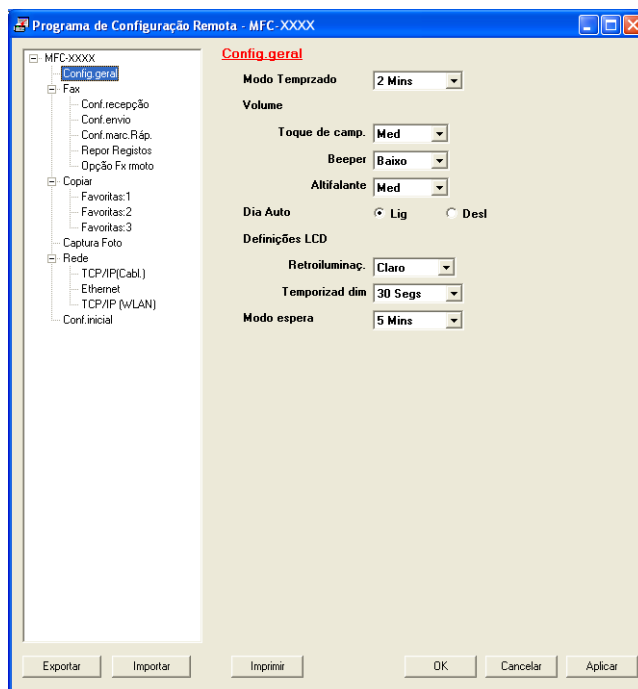 Programa de Configuração Remota - MFC-XXXX
MFC-XXXX
Config.geral
Fax
Conf.recepção
Conf.envio
Conf.marc.Ráp.
Repor Registos
Opção Fx rmoto
Copiar
Favoritas:1
Favoritas:2
Favoritas:3
Captura Foto
Rede
TCP/IP(Cabl.)
Ethernet
TCP/IP (WLAN)
Conf.inicial
Config.geral
Modo Temprzado 2 Mins
Volume
Toque de camp. Med
Beeper Baixo
Altifalante Med
Dia Auto Lig Desl
Definições LCD
Retroiluminaç. Claro
Temporizad dim 30 Segs
Modo espera 5 Mins
Exportar Importar Imprimir OK Cancelar Aplicar